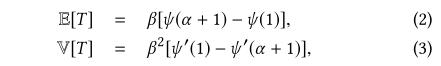 𝔼[T] = β[ψ(α + 1) − ψ(1)], (2)
𝕍[T] = β²[ψ′(1) − ψ′(α + 1)], (3)